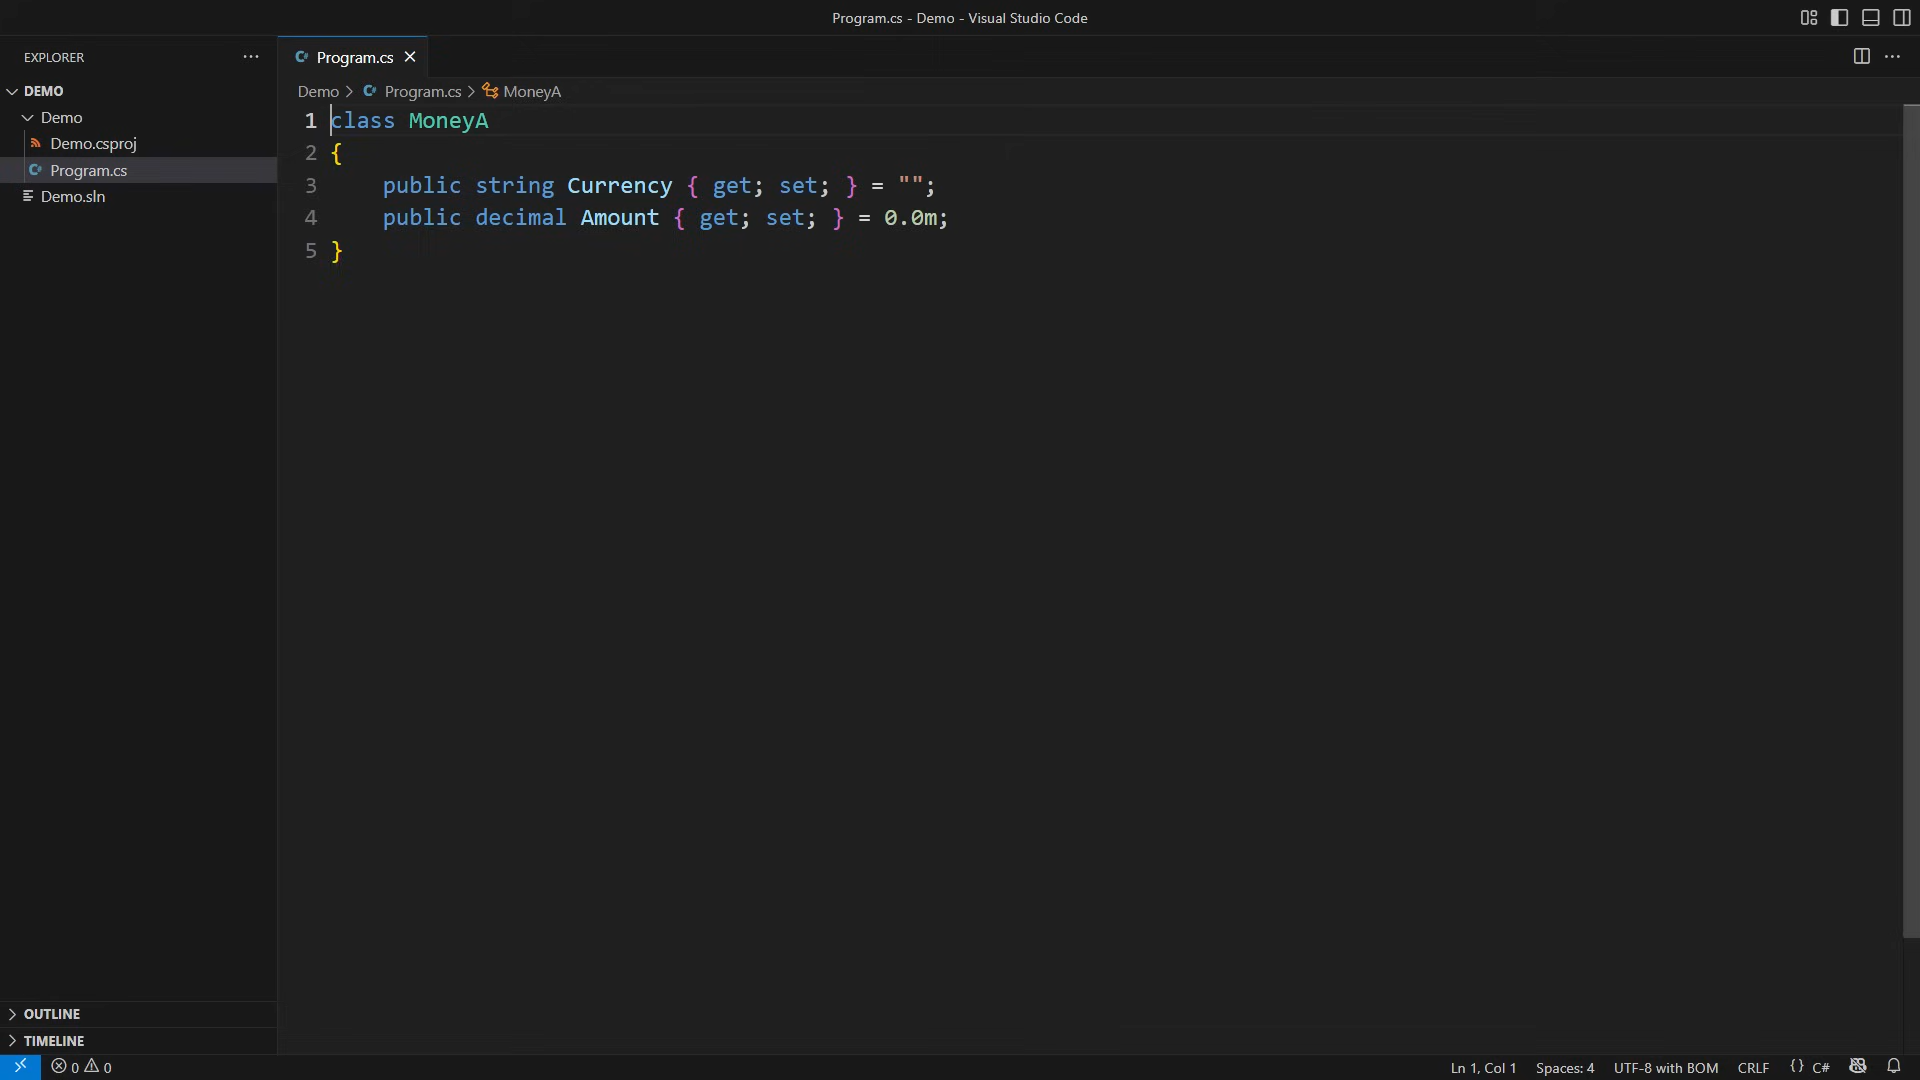 Program.cs - Demo - Visual Studio Code
EXPLORER
DEMO
Demo
Demo.csproj
Program.cs
Demo.sln
OUTLINE
TIMELINE
Program.cs
Demo > Program.cs > MoneyA
1 class MoneyA
2 {
3     public string Currency { get; set; } = "";
4     public decimal Amount { get; set; } = 0.0m;
5 }
0 0
Ln 1, Col 1 Spaces: 4 UTF-8 with BOM CRLF {} C#